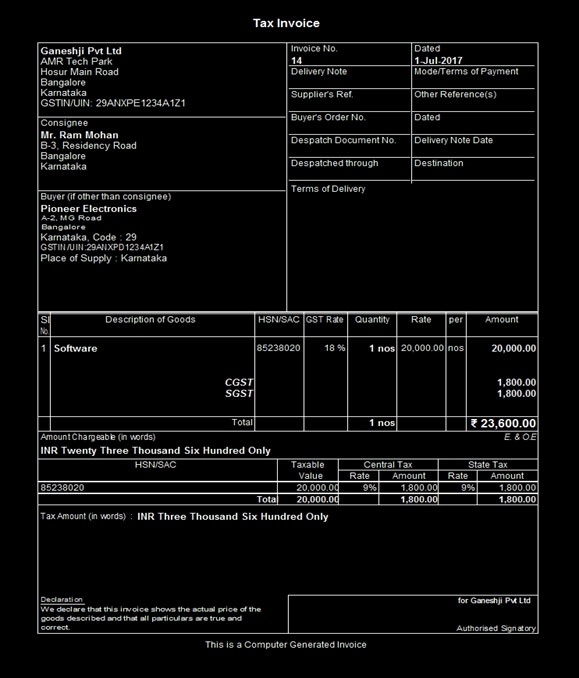 Tax Invoice
Ganeshji Pvt Ltd
AMR Tech Park
Hosur Main Road
Bangalore
Karnataka
GSTIN/UIN: 29ANXPE1234A1Z1
Invoice No.
14
Dated
1-Jul-2017
Delivery Note
Mode/Terms of Payment
Supplier's Ref.
Other Reference(s)
Consignee
Mr. Ram Mohan
B-3, Residency Road
Bangalore
Karnataka
Buyer's Order No.
Dated
Despatch Document No.
Delivery Note Date
Despatched through
Destination
Terms of Delivery
Buyer (if other than consignee)
Pioneer Electronics
A-2, MG Road
Bangalore
Karnataka, Code : 29
GSTIN/UIN:29ANXPD1234A1Z1
Place of Supply : Karnataka
Sl No. Description of Goods HSN/SAC GST Rate Quantity Rate per Amount
1 Software 85238020 18 % 1 nos 20,000.00 nos 20,000.00
CGST 1,800.00
SGST 1,800.00
Total 1 nos ₹ 23,600.00
Amount Chargeable (in words) E. & O.E
INR Twenty Three Thousand Six Hundred Only
HSN/SAC Taxable Value Central Tax State Tax
Rate Amount Rate Amount
85238020 20,000.00 9% 1,800.00 9% 1,800.00
Total 20,000.00 1,800.00 1,800.00
Tax Amount (in words) : INR Three Thousand Six Hundred Only
Declaration
We declare that this invoice shows the actual price of the
goods described and that all particulars are true and
correct.
for Ganeshji Pvt Ltd
Authorised Signatory
This is a Computer Generated Invoice